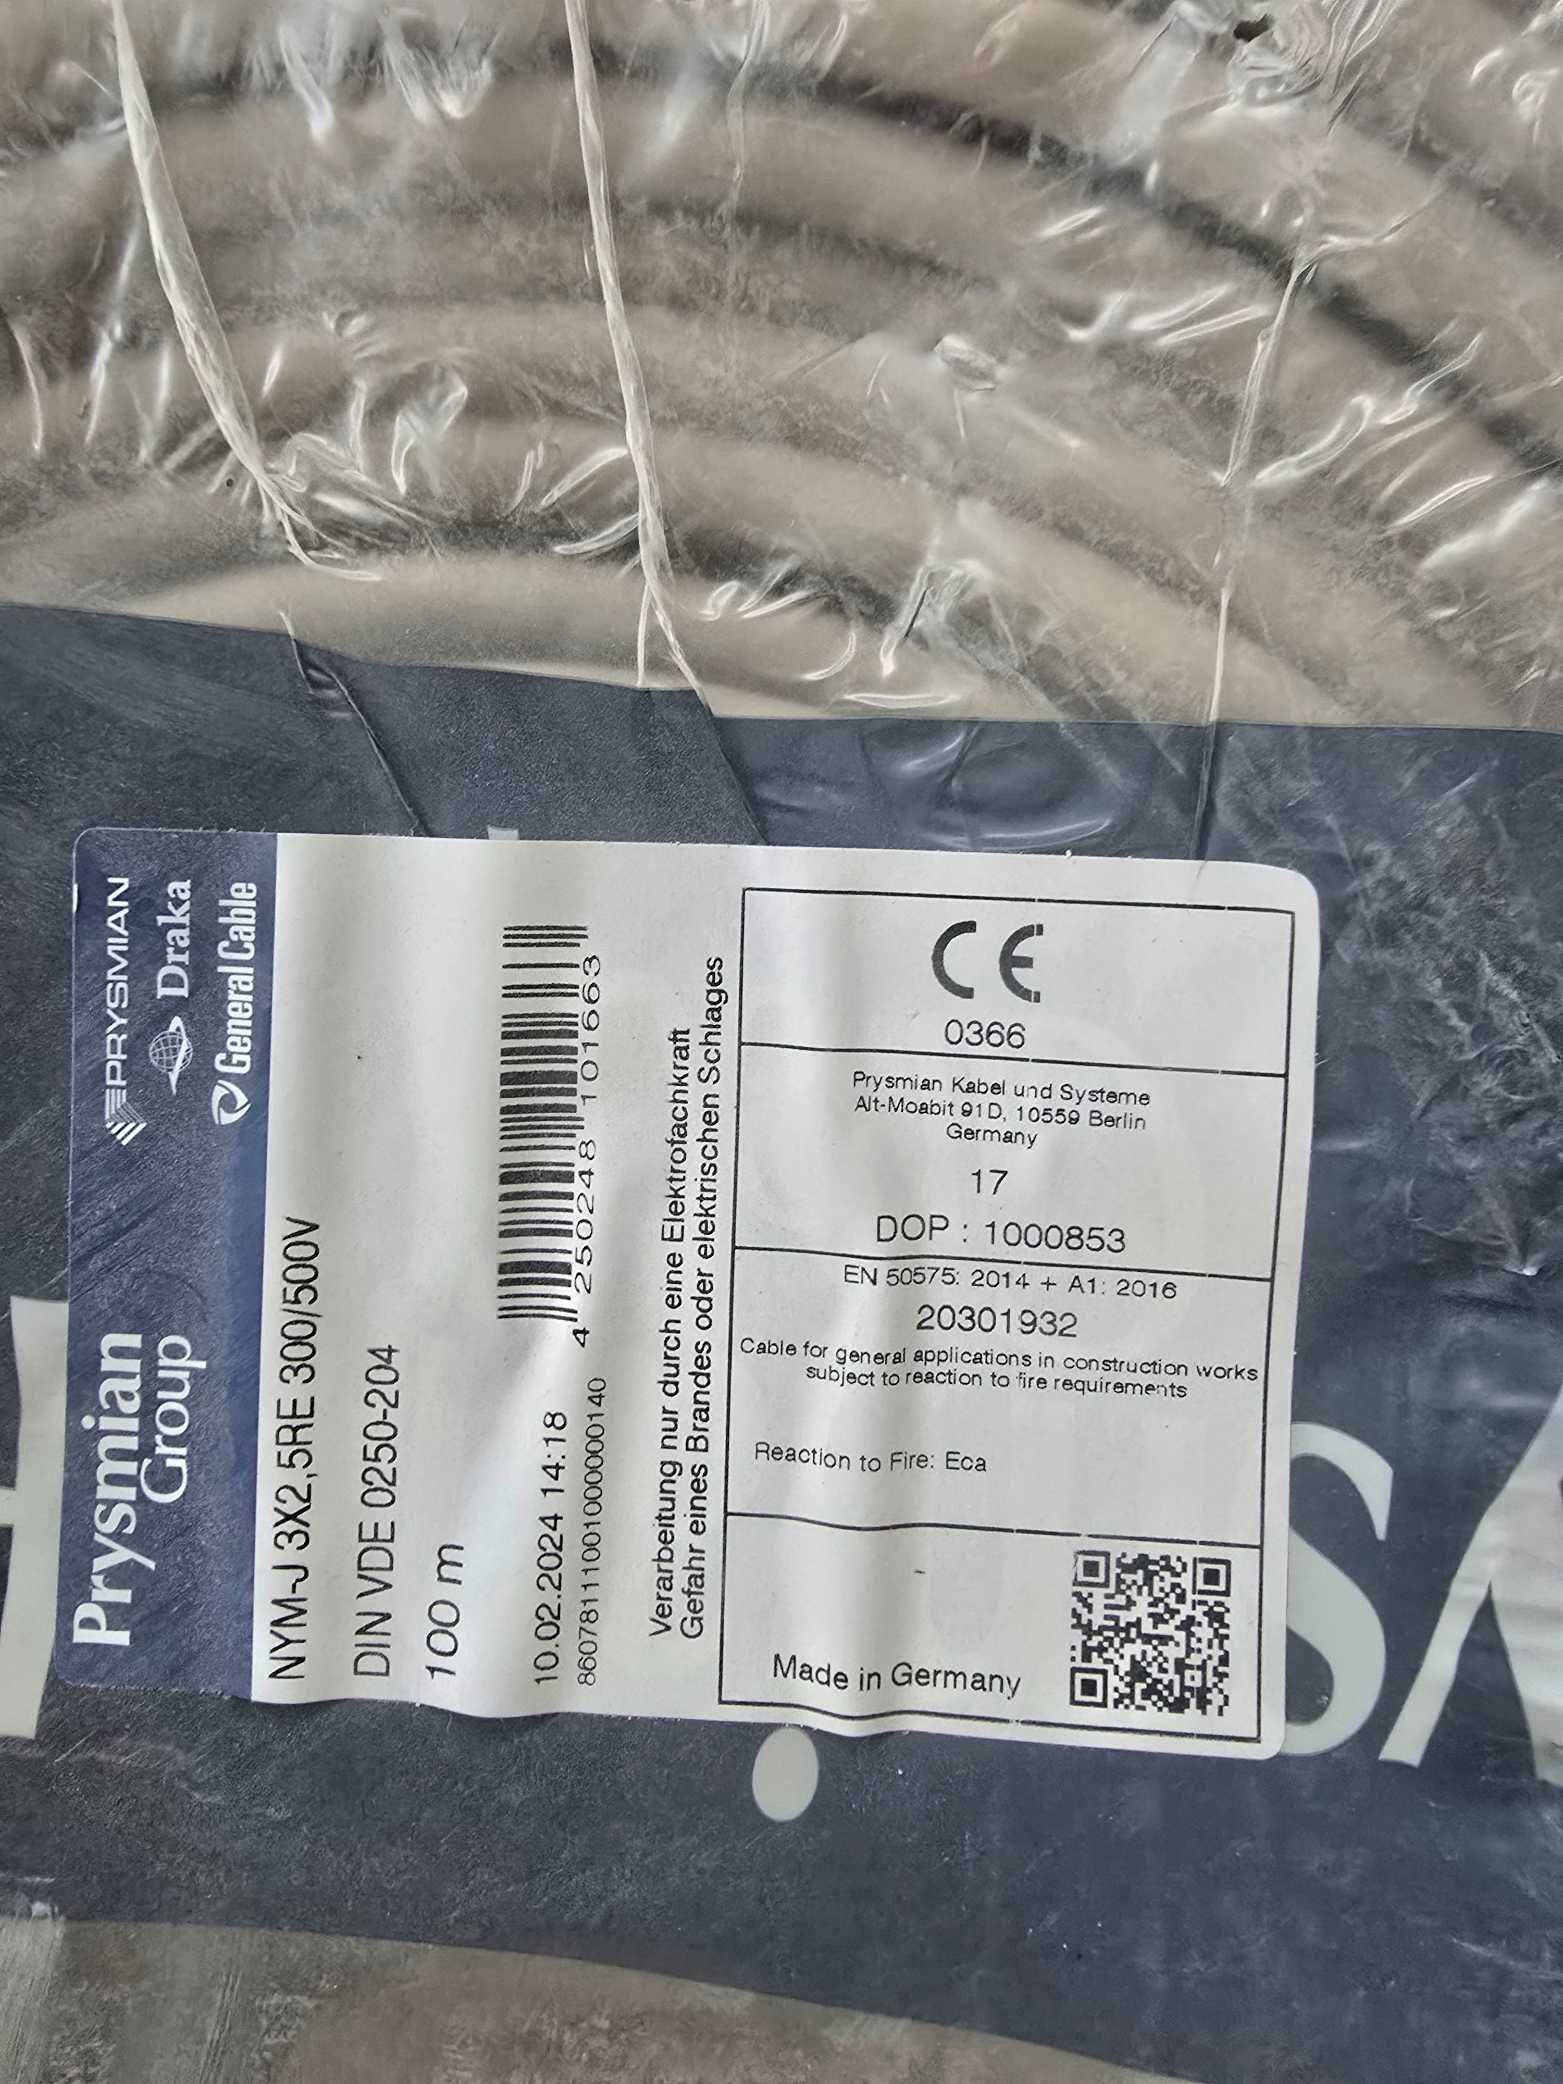 Prysmian
Group
PRYSMIAN
Draka
General Cable
NYM-J 3X2,5RE 300/500V
DIN VDE 0250-204
100 m
10.02.2024 14:18
86078111001000000140
4 250248 101663
Verarbeitung nur durch eine Elektrofachkraft
Gefahr eines Brandes oder elektrischen Schlages
CE
0366
Prysmian Kabel und Systeme
Alt-Moabit 91D, 10559 Berlin
Germany
17
DOP : 1000853
EN 50575: 2014 + A1: 2016
20301932
Cable for general applications in construction works
subject to reaction to fire requirements
Reaction to Fire: Eca
Made in Germany